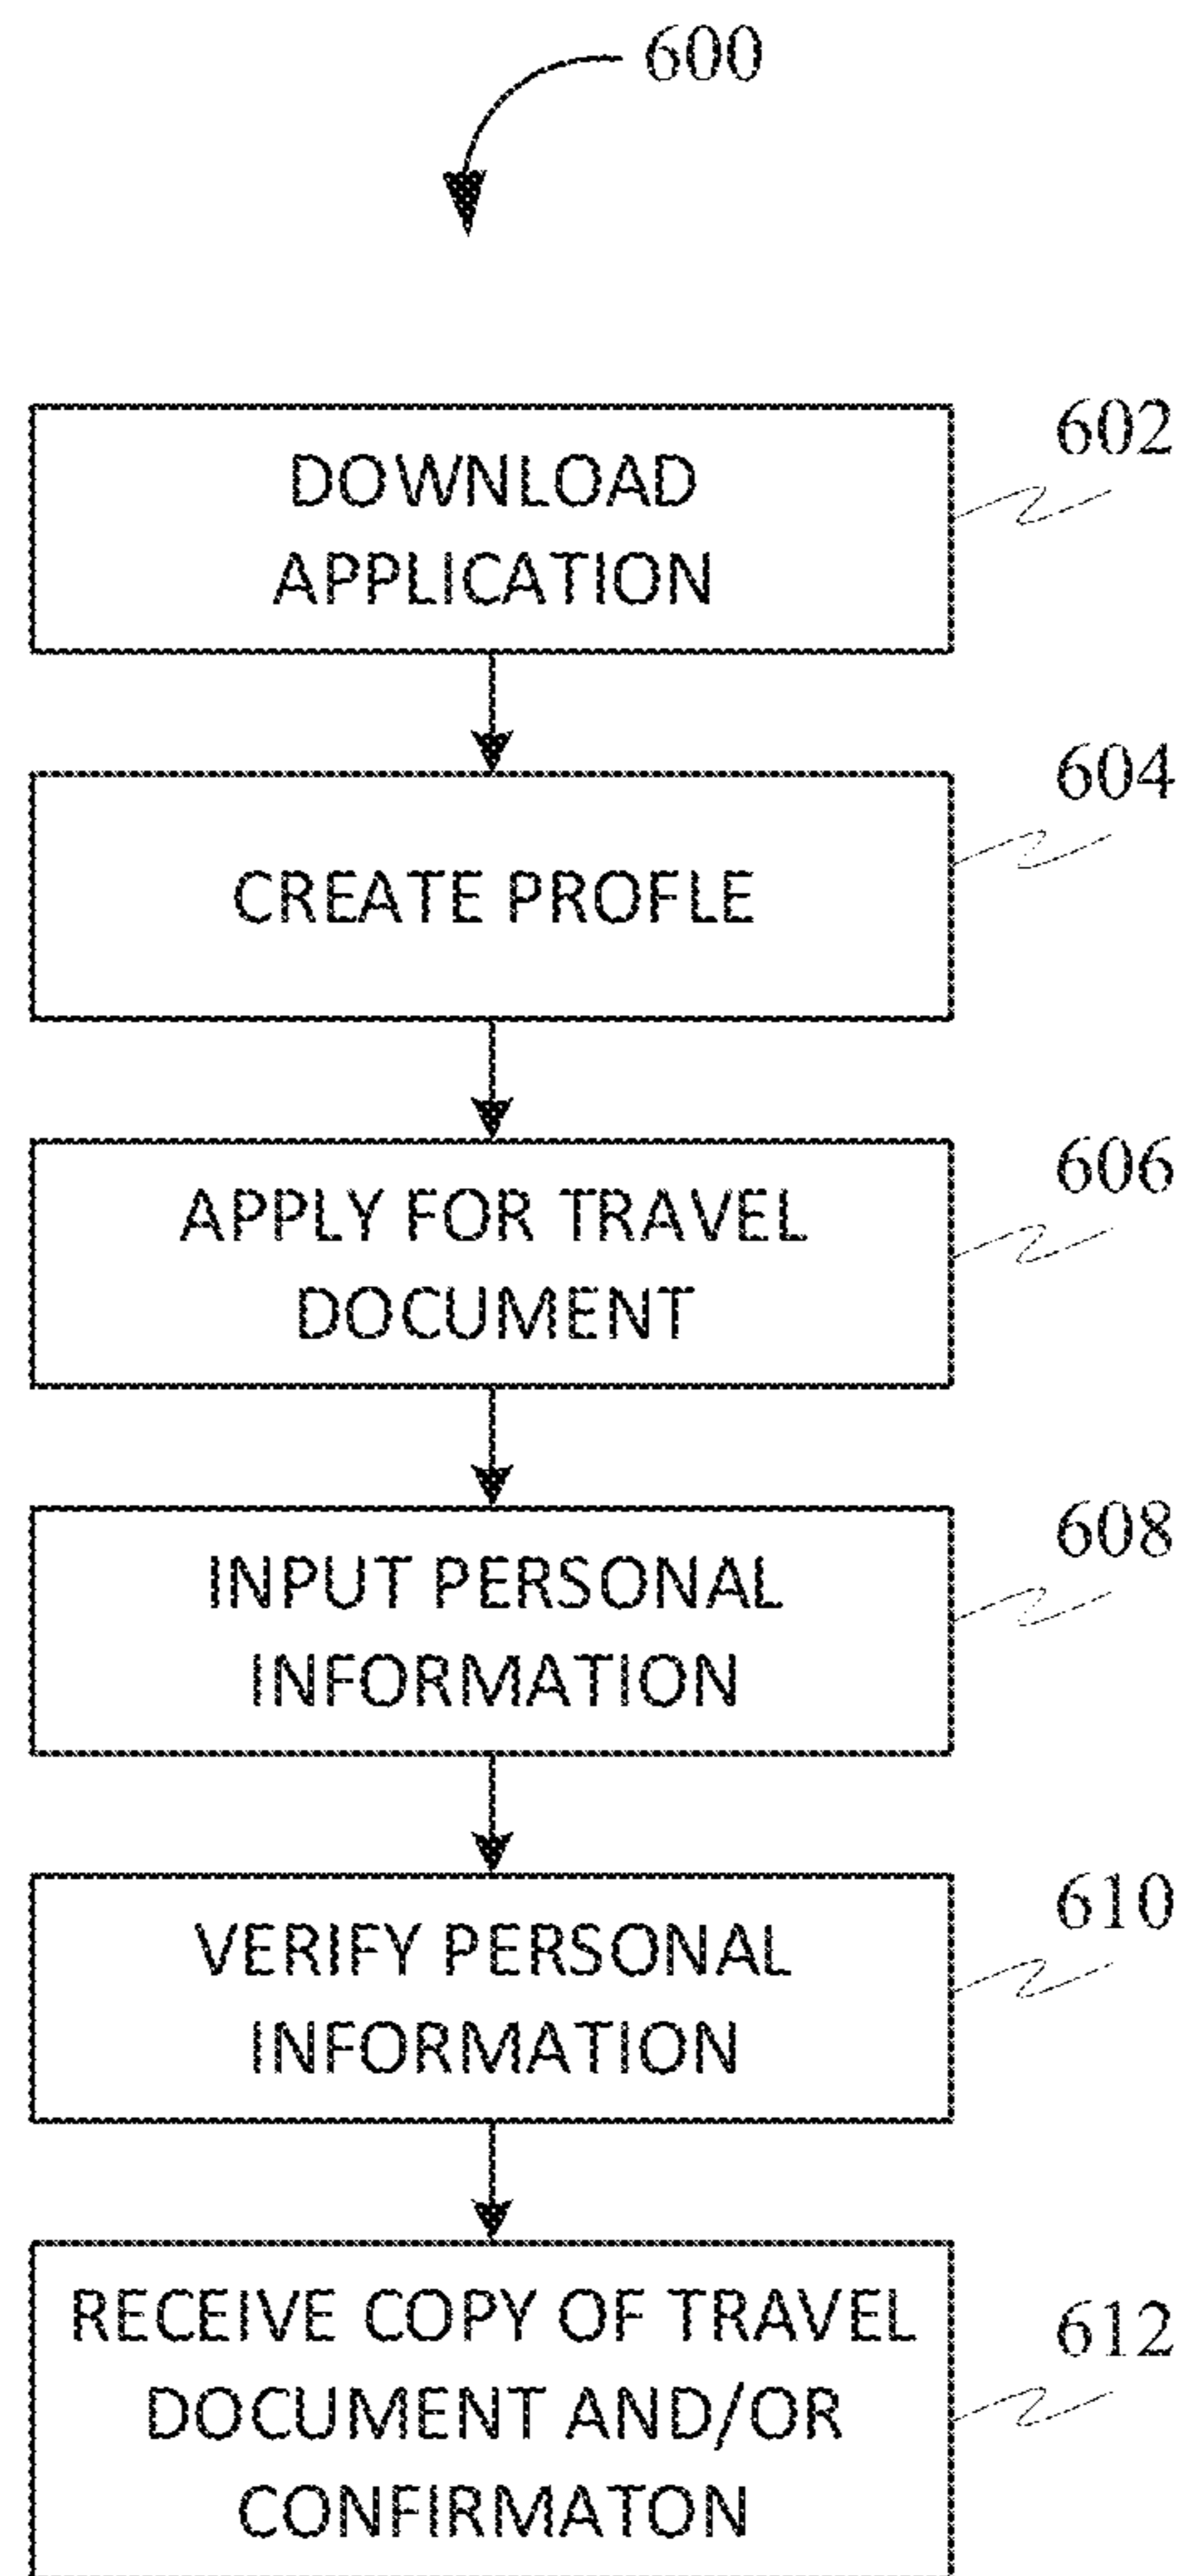 600
DOWNLOAD
APPLICATION
602
CREATE PROFLE
604
APPLY FOR TRAVEL
DOCUMENT
606
INPUT PERSONAL
INFORMATION
608
VERIFY PERSONAL
INFORMATION
610
RECEIVE COPY OF TRAVEL
DOCUMENT AND/OR
CONFIRMATON
612